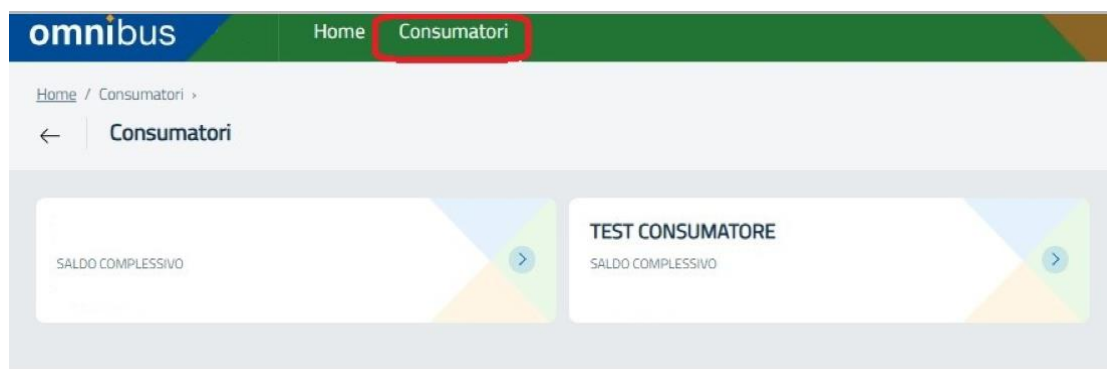 omnibus Home Consumatori
Home / Consumatori ›
← Consumatori
SALDO COMPLESSIVO
TEST CONSUMATORE
SALDO COMPLESSIVO